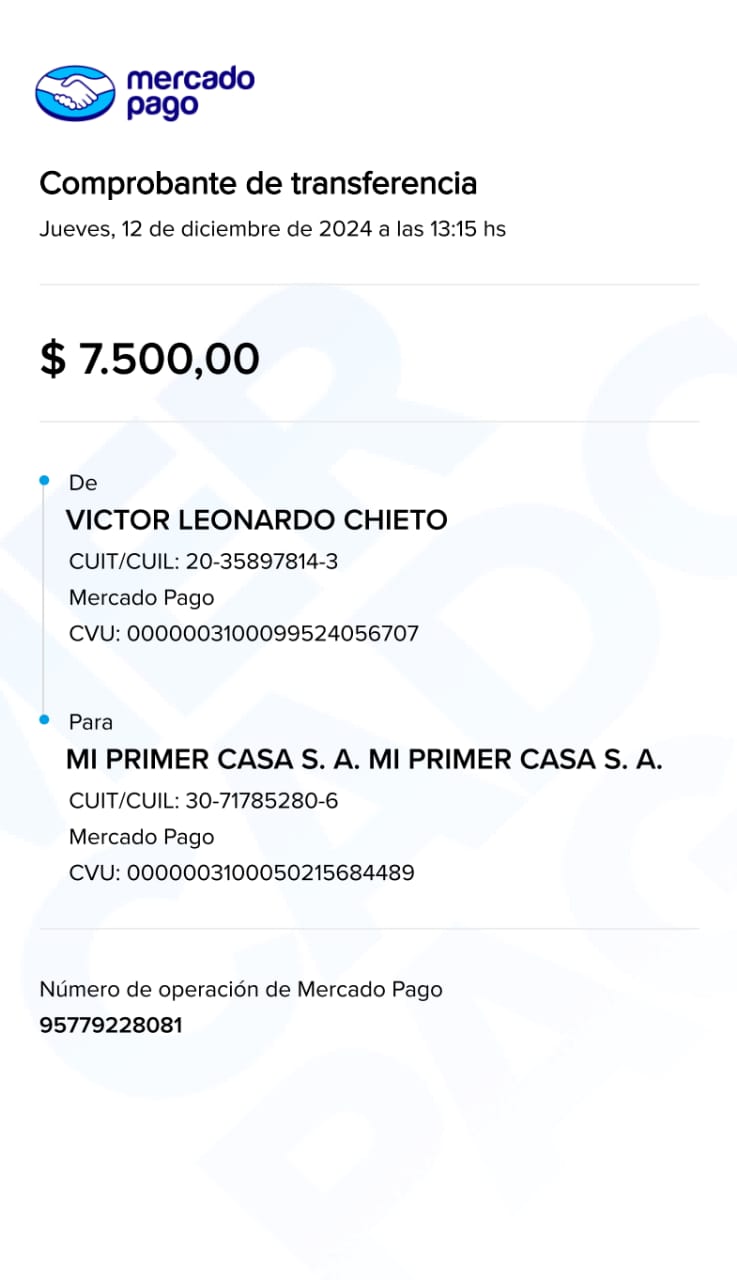 mercado
pago
Comprobante de transferencia
Jueves, 12 de diciembre de 2024 a las 13:15 hs
$ 7.500,00
De
VICTOR LEONARDO CHIETO
CUIT/CUIL: 20-35897814-3
Mercado Pago
CVU: 0000003100099524056707
Para
MI PRIMER CASA S. A. MI PRIMER CASA S. A.
CUIT/CUIL: 30-71785280-6
Mercado Pago
CVU: 0000003100050215684489
Número de operación de Mercado Pago
95779228081